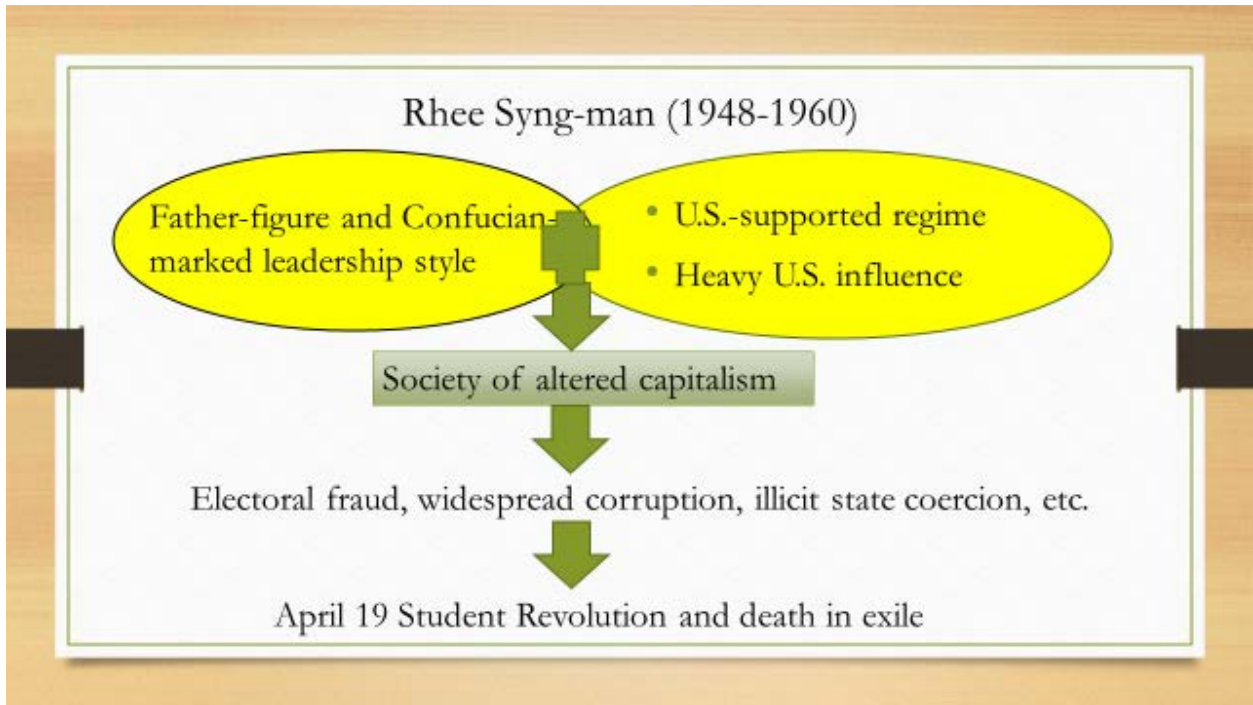 Rhee Syng-man (1948-1960)
Father-figure and Confucian-
marked leadership style
• U.S.-supported regime
• Heavy U.S. influence
Society of altered capitalism
Electoral fraud, widespread corruption, illicit state coercion, etc.
April 19 Student Revolution and death in exile